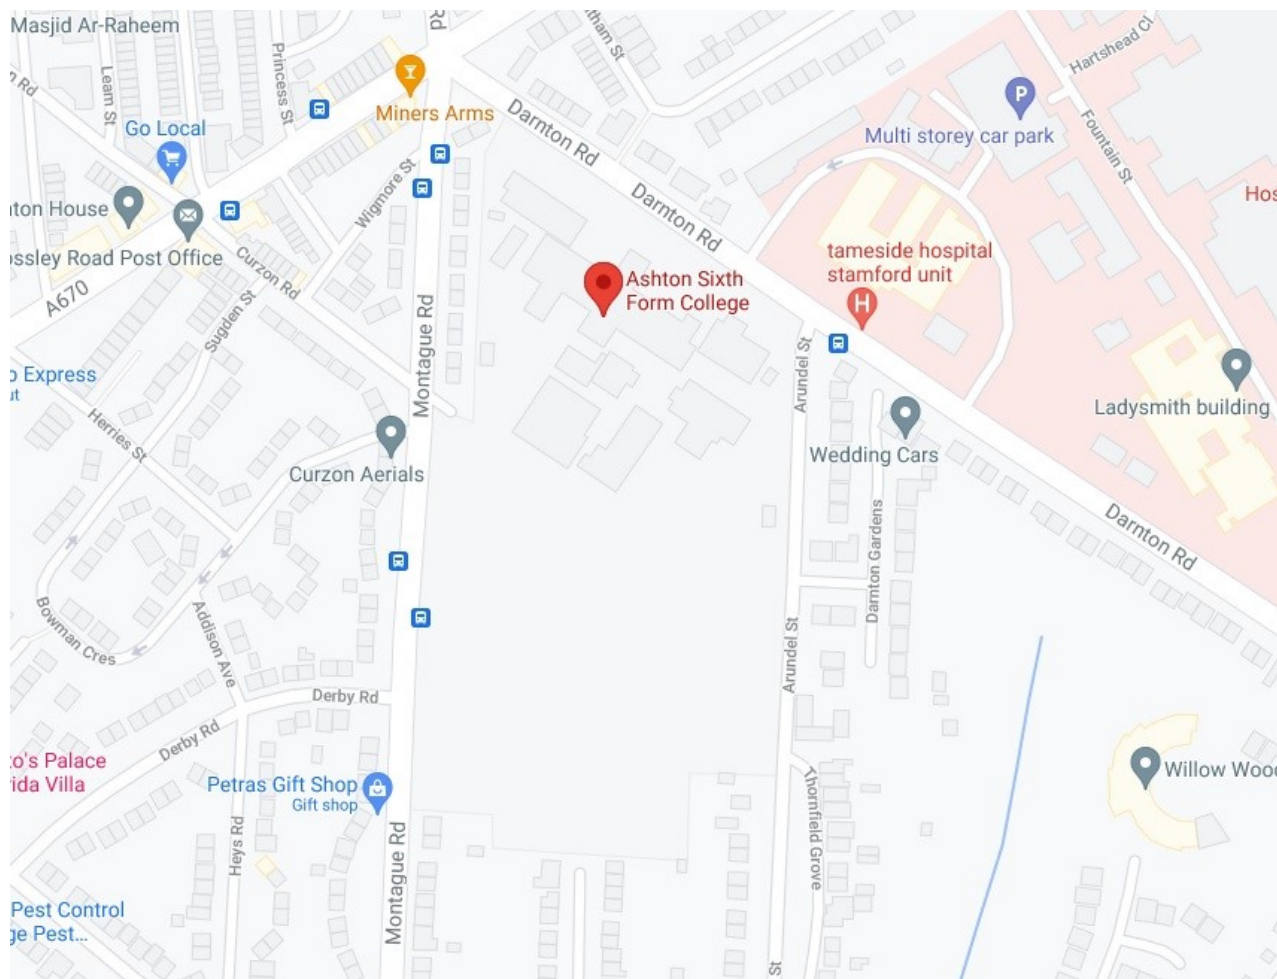 Masjid Ar-Raheem
Princess St
Leam St
Rd
Rd
Miners Arms
Go Local
Darnton Rd
Hartshead Cl
Multi storey car park
Fountain St
Wigmore St
Darnton Rd
House
Road Post Office
Curzon Rd
A670
Sugden St
tameside hospital
stamford unit
Ashton Sixth
Form College
Montague Rd
Arundel St
Express
Ladysmith building
Herries St
Wedding Cars
Curzon Aerials
Darnton Rd
Darnton Gardens
Bowman Cres
Addison Ave
Arundel St
Derby Rd
Derby Rd
Palace
Villa
Petras Gift Shop
Gift shop
Willow
Thornfield Grove
Heys Rd
Montague Rd
Pest Control
Pest...
St